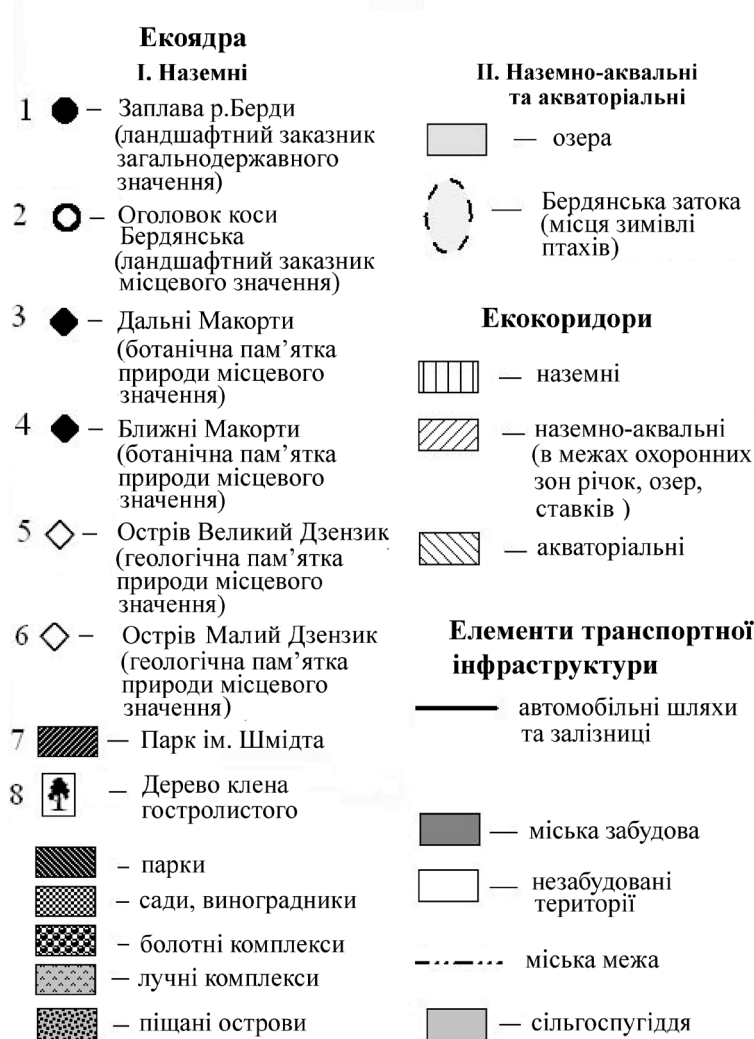 Екоядра
І. Наземні
1 – Заплава р.Берди
(ландшафтний заказник
загальнодержавного
значення)
2 – Оголовок коси
Бердянська
(ландшафтний заказник
місцевого значення)
3 – Дальні Макорти
(ботанічна пам’ятка
природи місцевого
значення)
4 – Ближні Макорти
(ботанічна пам’ятка
природи місцевого
значення)
5 – Острів Великий Дзензик
(геологічна пам’ятка
природи місцевого
значення)
6 – Острів Малий Дзензик
(геологічна пам’ятка
природи місцевого
значення)
7 — Парк ім. Шмідта
8 – Дерево клена
гостролистого
– парки
– сади, виноградники
– болотні комплекси
– лучні комплекси
– піщані острови
ІІ. Наземно-аквальні
та акваторіальні
— озера
— Бердянська затока
(місця зимівлі
птахів)
Екокоридори
— наземні
— наземно-аквальні
(в межах охоронних
зон річок, озер,
ставків )
— акваторіальні
Елементи транспортної
інфраструктури
автомобільні шляхи
та залізниці
— міська забудова
— незабудовані
території
міська межа
— сільгоспугіддя